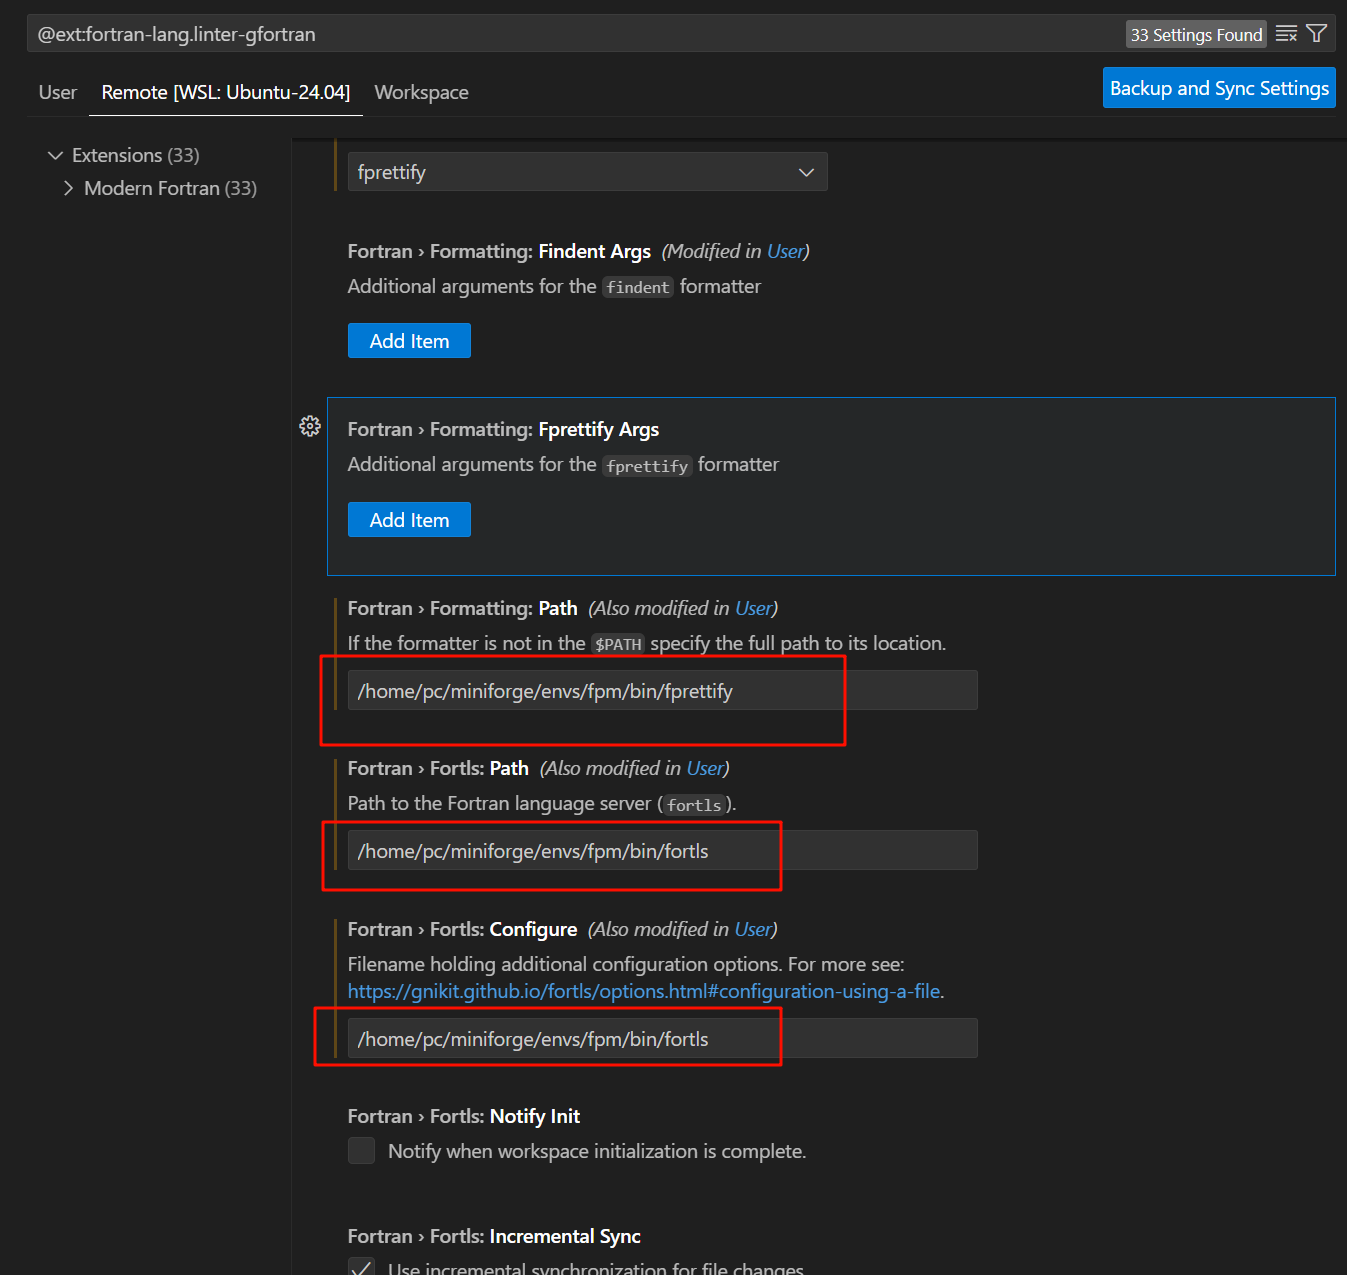 @ext:fortran-lang.linter-gfortran
33 Settings Found
User
Remote [WSL: Ubuntu-24.04]
Workspace
Backup and Sync Settings
Extensions (33)
Modern Fortran (33)
fprettify
Fortran › Formatting: Findent Args (Modified in User)
Additional arguments for the findent formatter
Add Item
Fortran › Formatting: Fprettify Args
Additional arguments for the fprettify formatter
Add Item
Fortran › Formatting: Path (Also modified in User)
If the formatter is not in the $PATH specify the full path to its location.
/home/pc/miniforge/envs/fpm/bin/fprettify
Fortran › Fortls: Path (Also modified in User)
Path to the Fortran language server (fortls).
/home/pc/miniforge/envs/fpm/bin/fortls
Fortran › Fortls: Configure (Also modified in User)
Filename holding additional configuration options. For more see:
https://gnikit.github.io/fortls/options.html#configuration-using-a-file.
/home/pc/miniforge/envs/fpm/bin/fortls
Fortran › Fortls: Notify Init
Notify when workspace initialization is complete.
Fortran › Fortls: Incremental Sync
Use incremental synchronization for file changes.